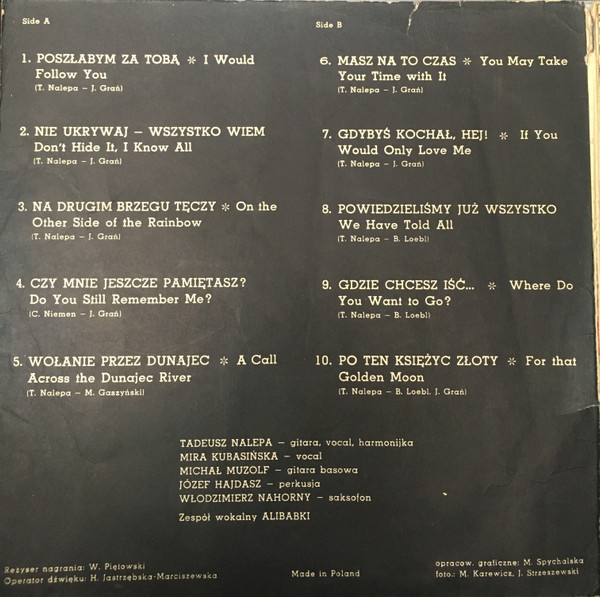 Side A
1. POSZŁABYM ZA TOBĄ ✻ I Would
Follow You
(T. Nalepa – J. Grań)
2. NIE UKRYWAJ – WSZYSTKO WIEM
Don't Hide It, I Know All
(T. Nalepa – J. Grań)
3. NA DRUGIM BRZEGU TĘCZY ✻ On the
Other Side of the Rainbow
(T. Nalepa – J. Grań)
4. CZY MNIE JESZCZE PAMIĘTASZ?
Do You Still Remember Me?
(C. Niemen – J. Grań)
5. WOŁANIE PRZEZ DUNAJEC ✻ A Call
Across the Dunajec River
(T. Nalepa – M. Gaszyński)
Side B
6. MASZ NA TO CZAS ✻ You May Take
Your Time with It
(T. Nalepa – J. Grań)
7. GDYBYŚ KOCHAŁ, HEJ! ✻ If You
Would Only Love Me
(T. Nalepa – J. Grań)
8. POWIEDZIELIŚMY JUŻ WSZYSTKO
We Have Told All
(T. Nalepa – B. Loebl)
9. GDZIE CHCESZ IŚĆ... ✻ Where Do
You Want to Go?
(T. Nalepa – B. Loebl)
10. PO TEN KSIĘŻYC ZŁOTY ✻ For that
Golden Moon
(T. Nalepa – B. Loebl. J. Grań)
TADEUSZ NALEPA – gitara, vocal, harmonijka
MIRA KUBASIŃSKA – vocal
MICHAŁ MUZOLF – gitara basowa
JÓZEF HAJDASZ – perkusja
WŁODZIMIERZ NAHORNY – saksofon
Zespół wokalny ALIBABKI
Reżyser nagrania: W. Piętowski
Operator dźwięku: H. Jastrzębska-Marciszewska
Made in Poland
opracow. graficzne: M. Spychalska
foto.: M. Karewicz, J. Strzeszewski